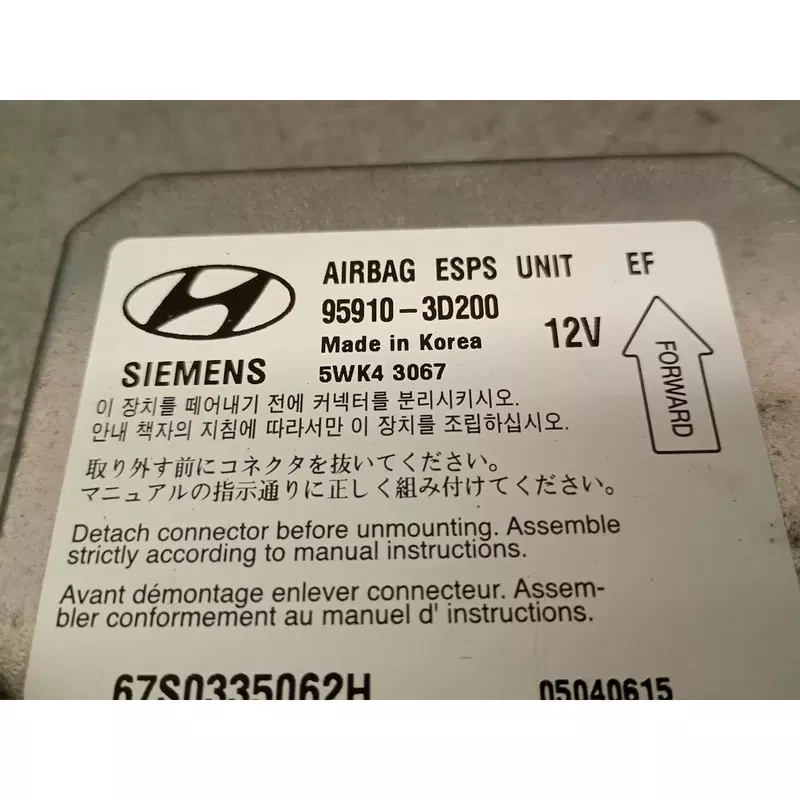 AIRBAG ESPS UNIT EF
95910-3D200
Made in Korea 12V
SIEMENS 5WK4 3067
FORWARD
이 장치를 떼어내기 전에 커넥터를 분리시키시오.
안내 책자의 지침에 따라서만 이 장치를 조립하십시오.
取り外す前にコネクタを抜いてください。
マニュアルの指示通りに正しく組み付けてください。
Detach connector before unmounting. Assemble
strictly according to manual instructions.
Avant démontage enlever connecteur. Assem-
bler conformement au manuel d' instructions.
67S0335062H 05040615